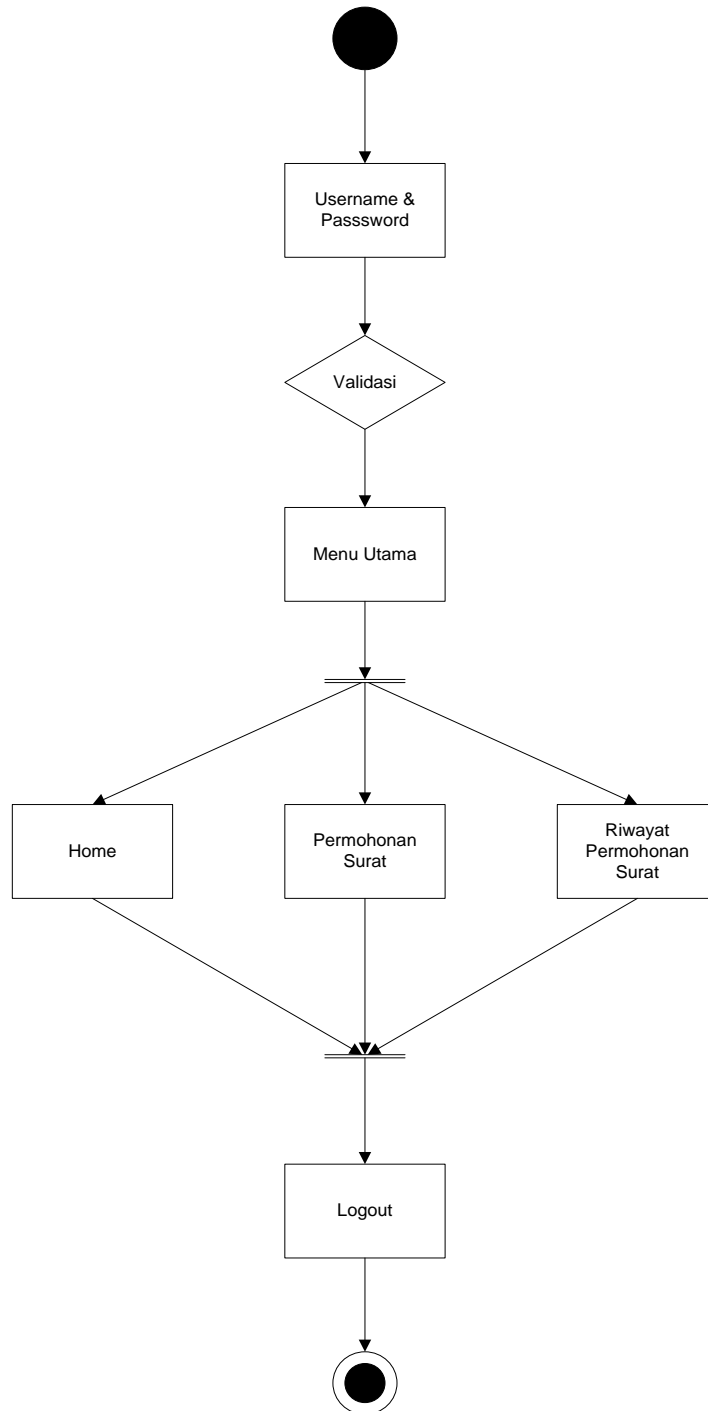 Username &
Passsword
Validasi
Menu Utama
Home
Permohonan
Surat
Riwayat
Permohonan
Surat
Logout